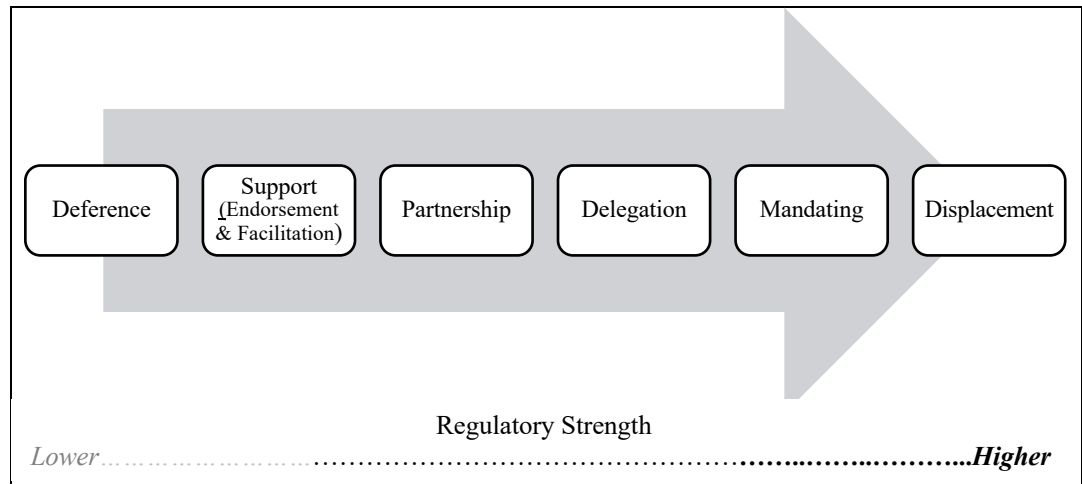 Deference
Support
(Endorsement
& Facilitation)
Partnership
Delegation
Mandating
Displacement
Regulatory Strength
Lower……………………………………………………………………......……..……..………...Higher